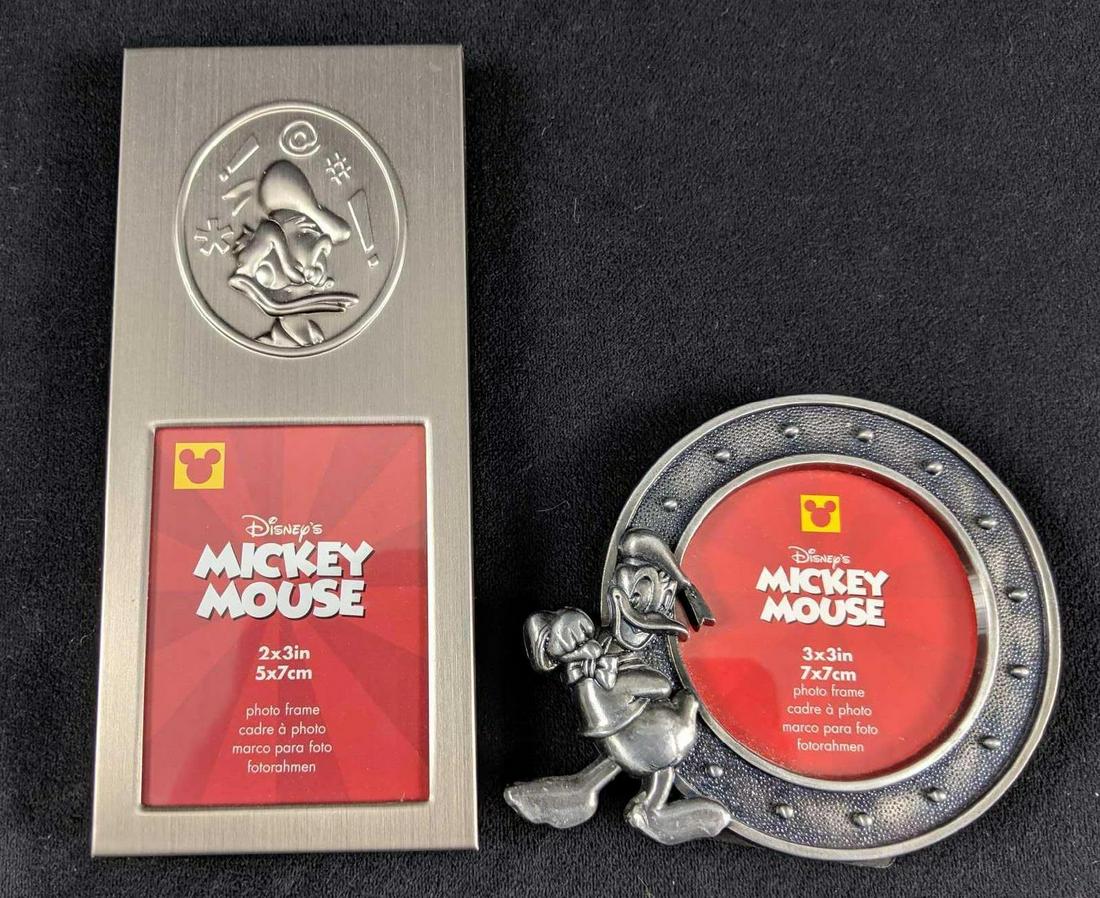 ! @ #
* !
Disney's
MICKEY
MOUSE
2x3in
5x7cm
photo frame
cadre à photo
marco para foto
fotorahmen
Disney's
MICKEY
MOUSE
3x3in
7x7cm
photo frame
cadre à photo
marco para foto
fotorahmen